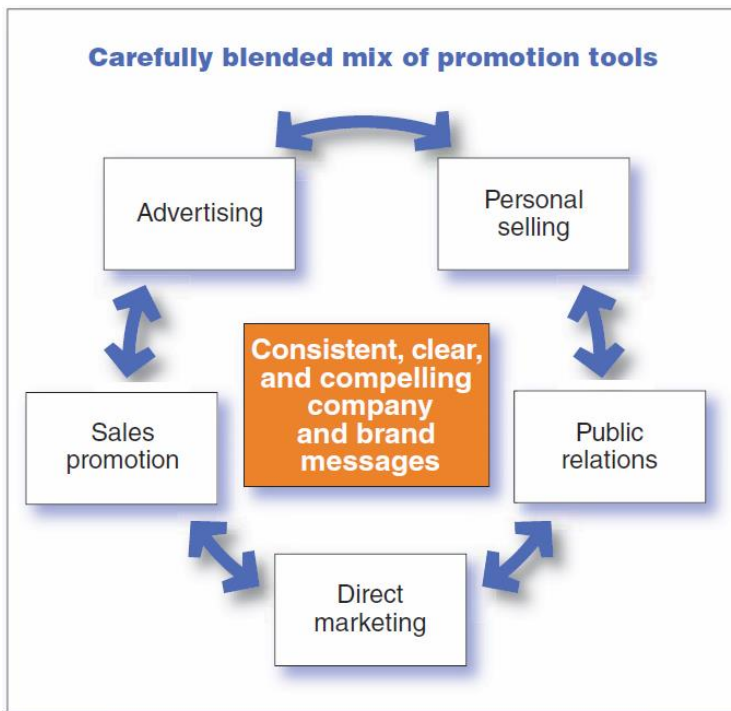 Carefully blended mix of promotion tools
Advertising
Personal
selling
Consistent, clear,
and compelling
company
and brand
messages
Sales
promotion
Public
relations
Direct
marketing